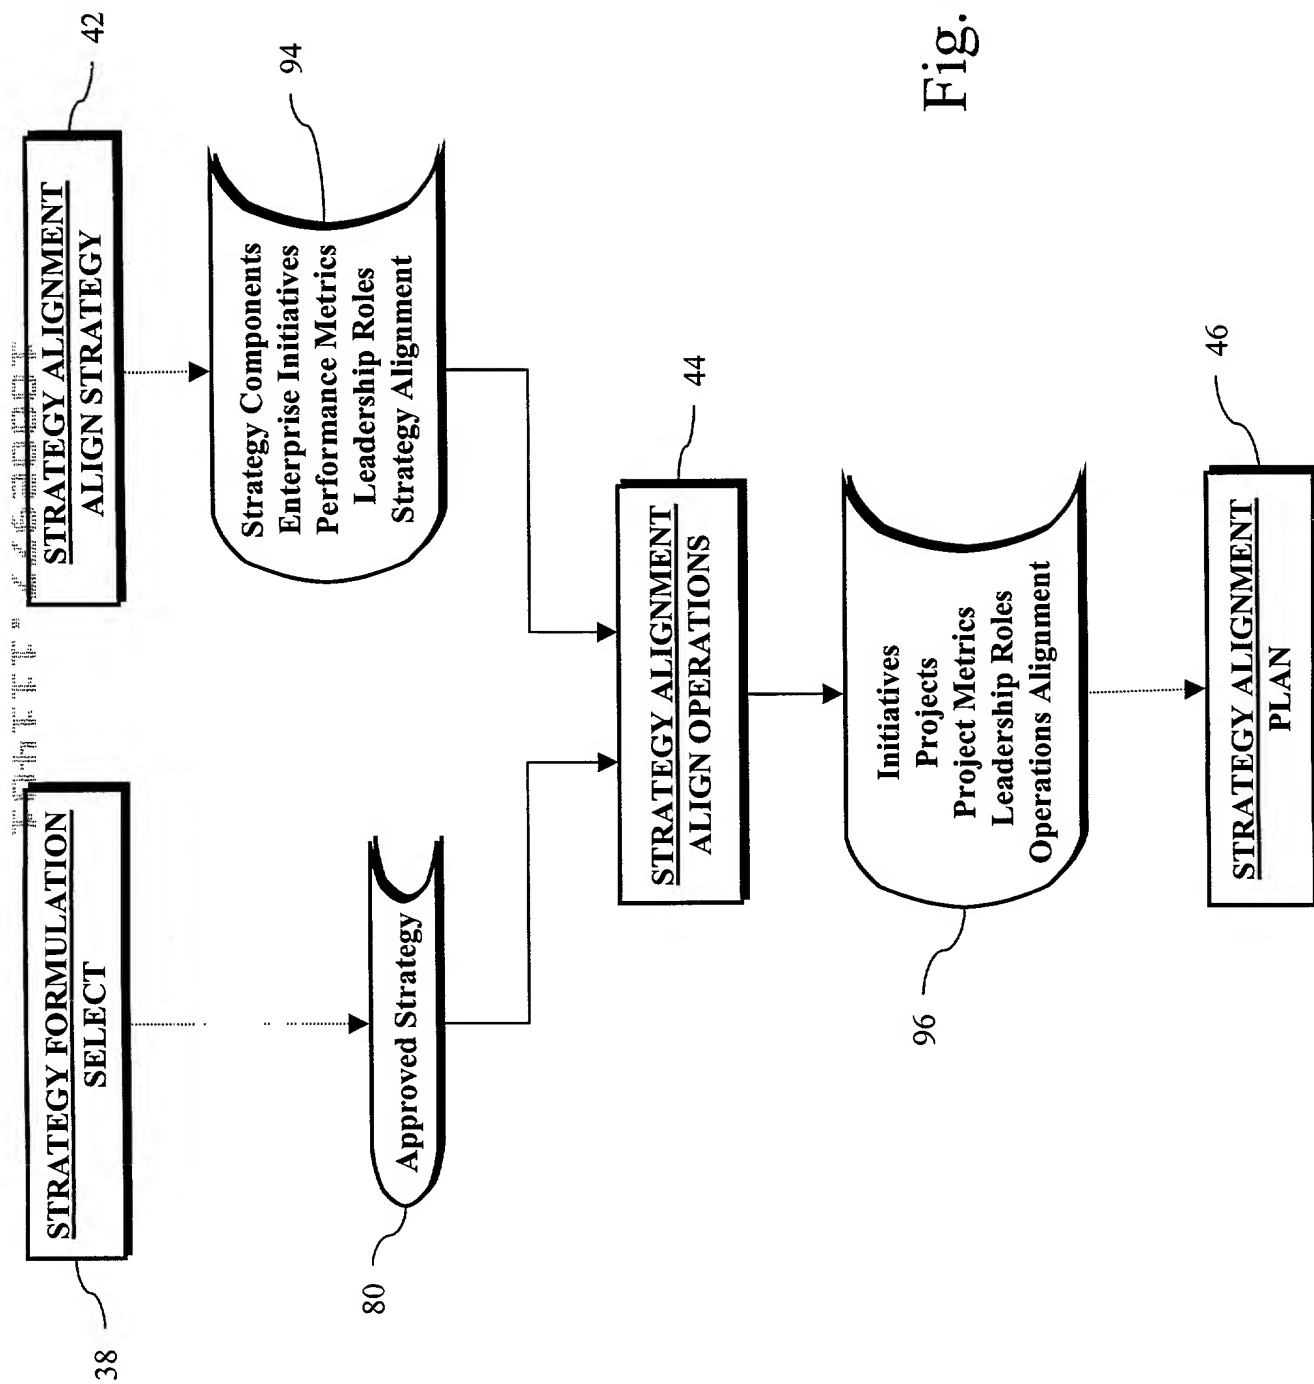 38
STRATEGY FORMULATION
SELECT
STRATEGY ALIGNMENT
ALIGN STRATEGY
42
80
Approved Strategy
Strategy Components
Enterprise Initiatives
Performance Metrics
Leadership Roles
Strategy Alignment
94
STRATEGY ALIGNMENT
ALIGN OPERATIONS
44
96
Initiatives
Projects
Project Metrics
Leadership Roles
Operations Alignment
STRATEGY ALIGNMENT
PLAN
46
Fig.